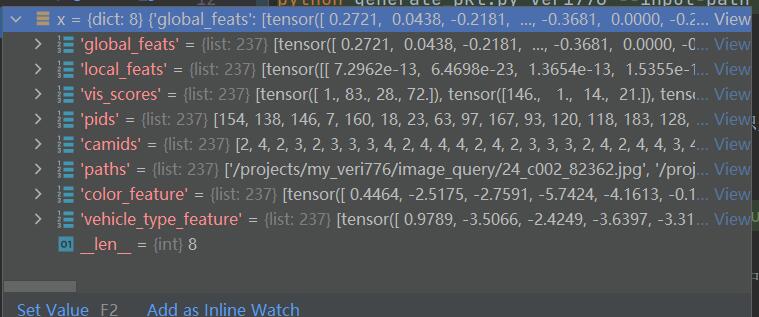 12 python generate_pkl.py veri776 --input-path
x = {dict: 8} {'global_feats': [tensor([ 0.2721, 0.0438, -0.2181, ..., -0.3681, 0.0000, -0.2... View
'global_feats' = {list: 237} [tensor([ 0.2721, 0.0438, -0.2181, ..., -0.3681, 0.0000, -0... View
'local_feats' = {list: 237} [tensor([[ 7.2962e-13, 6.4698e-23, 1.3654e-13, 1.5355e-1... View
'vis_scores' = {list: 237} [tensor([ 1., 83., 28., 72.]), tensor([146., 1., 14., 21.]), tens... View
'pids' = {list: 237} [154, 138, 146, 7, 160, 18, 23, 63, 97, 167, 93, 120, 118, 183, 128, ... View
'camids' = {list: 237} [2, 4, 2, 3, 2, 3, 3, 3, 4, 2, 4, 4, 4, 2, 4, 2, 3, 3, 3, 2, 4, 2, 4, 4, 3, 4... View
'paths' = {list: 237} ['/projects/my_veri776/image_query/24_c002_82362.jpg', '/proj... View
'color_feature' = {list: 237} [tensor([ 0.4464, -2.5175, -2.7591, -5.7424, -4.1613, -0.1... View
'vehicle_type_feature' = {list: 237} [tensor([ 0.9789, -3.5066, -2.4249, -3.6397, -3.31... View
01 __len__ = {int} 8
Set Value F2 Add as Inline Watch